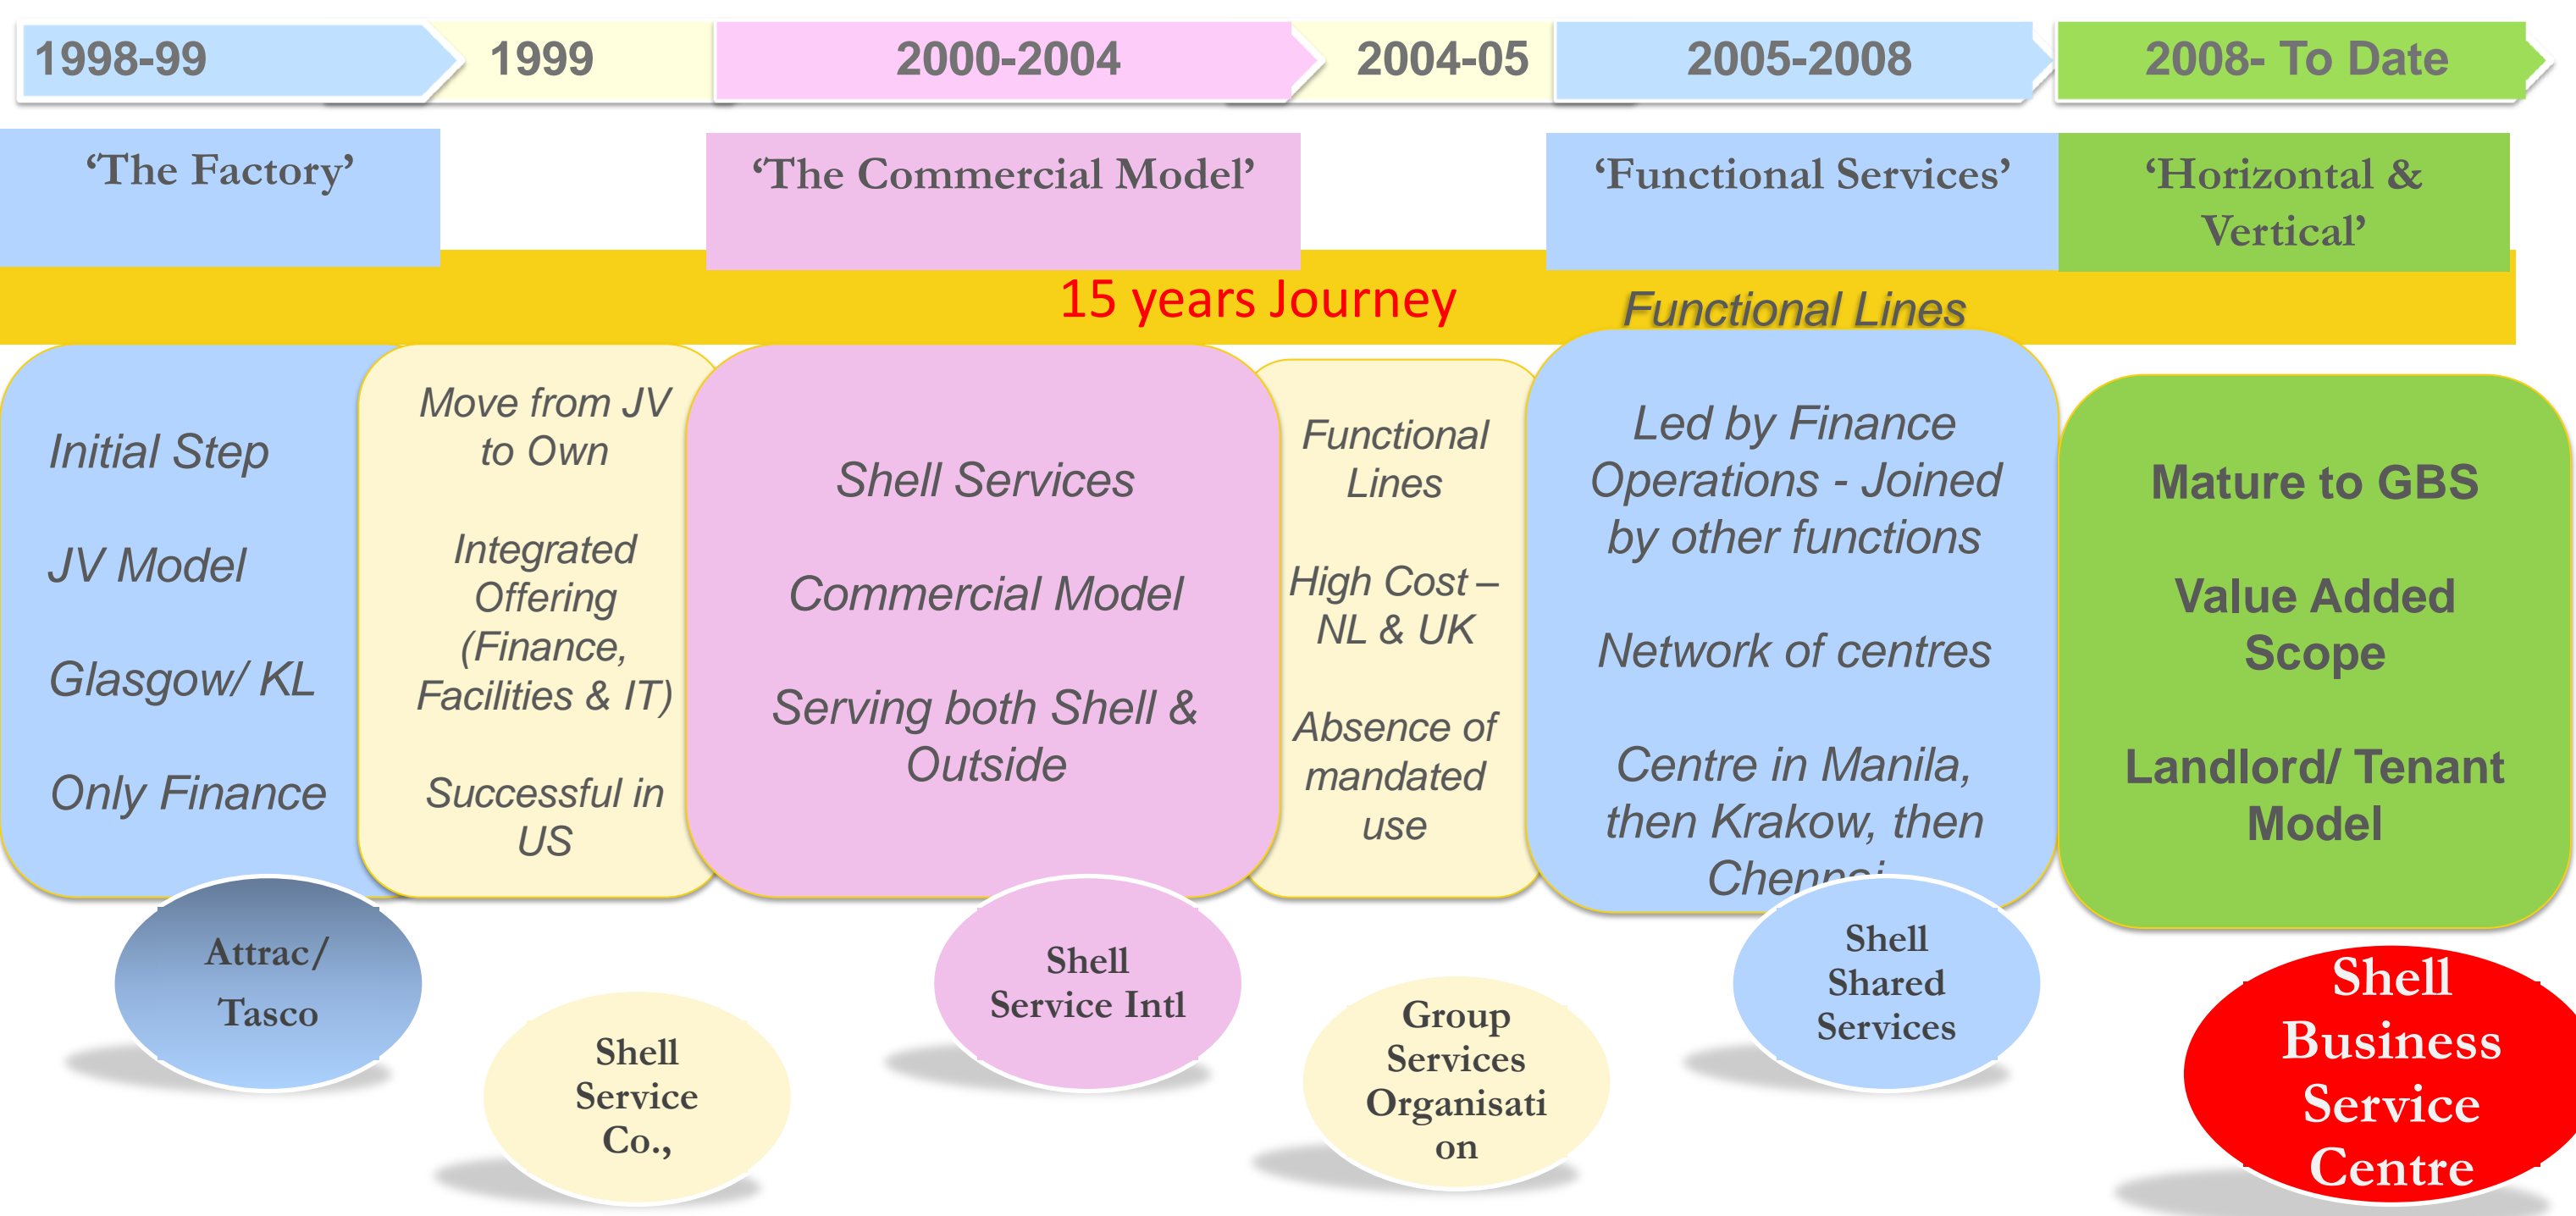 1998-99
1999
2000-2004
2004-05
2005-2008
2008- To Date
‘The Factory’
‘The Commercial Model’
‘Functional Services’
‘Horizontal &
Vertical’
15 years Journey
Initial Step
JV Model
Glasgow/ KL
Only Finance
Move from JV
to Own
Integrated
Offering
(Finance,
Facilities & IT)
Successful in
US
Shell Services
Commercial Model
Serving both Shell &
Outside
Functional
Lines
High Cost –
NL & UK
Absence of
mandated
use
Functional Lines
Led by Finance
Operations - Joined
by other functions
Network of centres
Centre in Manila,
then Krakow, then
Chennai
Mature to GBS
Value Added
Scope
Landlord/ Tenant
Model
Attrac/
Tasco
Shell
Service
Co.,
Shell
Service Intl
Group
Services
Organisati
on
Shell
Shared
Services
Shell
Business
Service
Centre